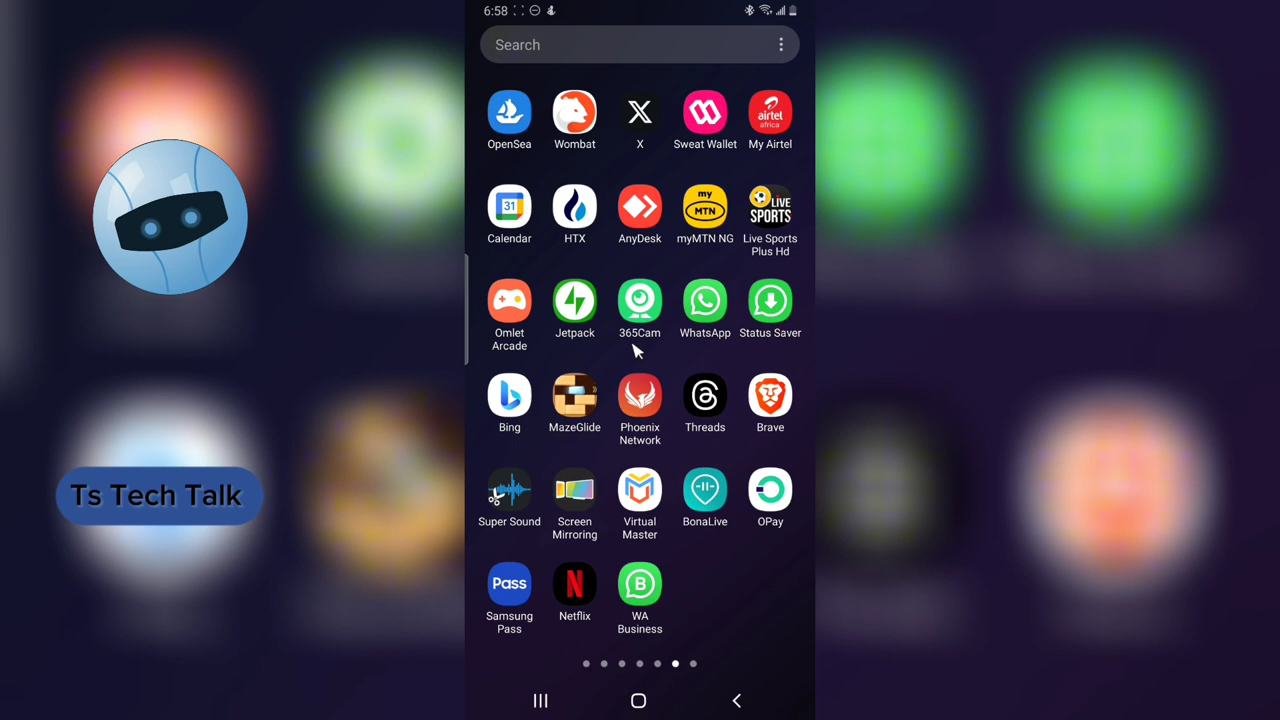 6:58
Search
OpenSea
Wombat
X
Sweat Wallet
airtel
africa
My Airtel
31
Calendar
HTX
AnyDesk
my
MTN
myMTN NG
LIVE
SPORTS
Live Sports
Plus Hd
Omlet
Arcade
Jetpack
365Cam
WhatsApp
Status Saver
Bing
MazeGlide
Phoenix
Network
Threads
Brave
Ts Tech Talk
Super Sound
Screen
Mirroring
Virtual
Master
BonaLive
OPay
Pass
Samsung
Pass
N
Netflix
B
WA
Business